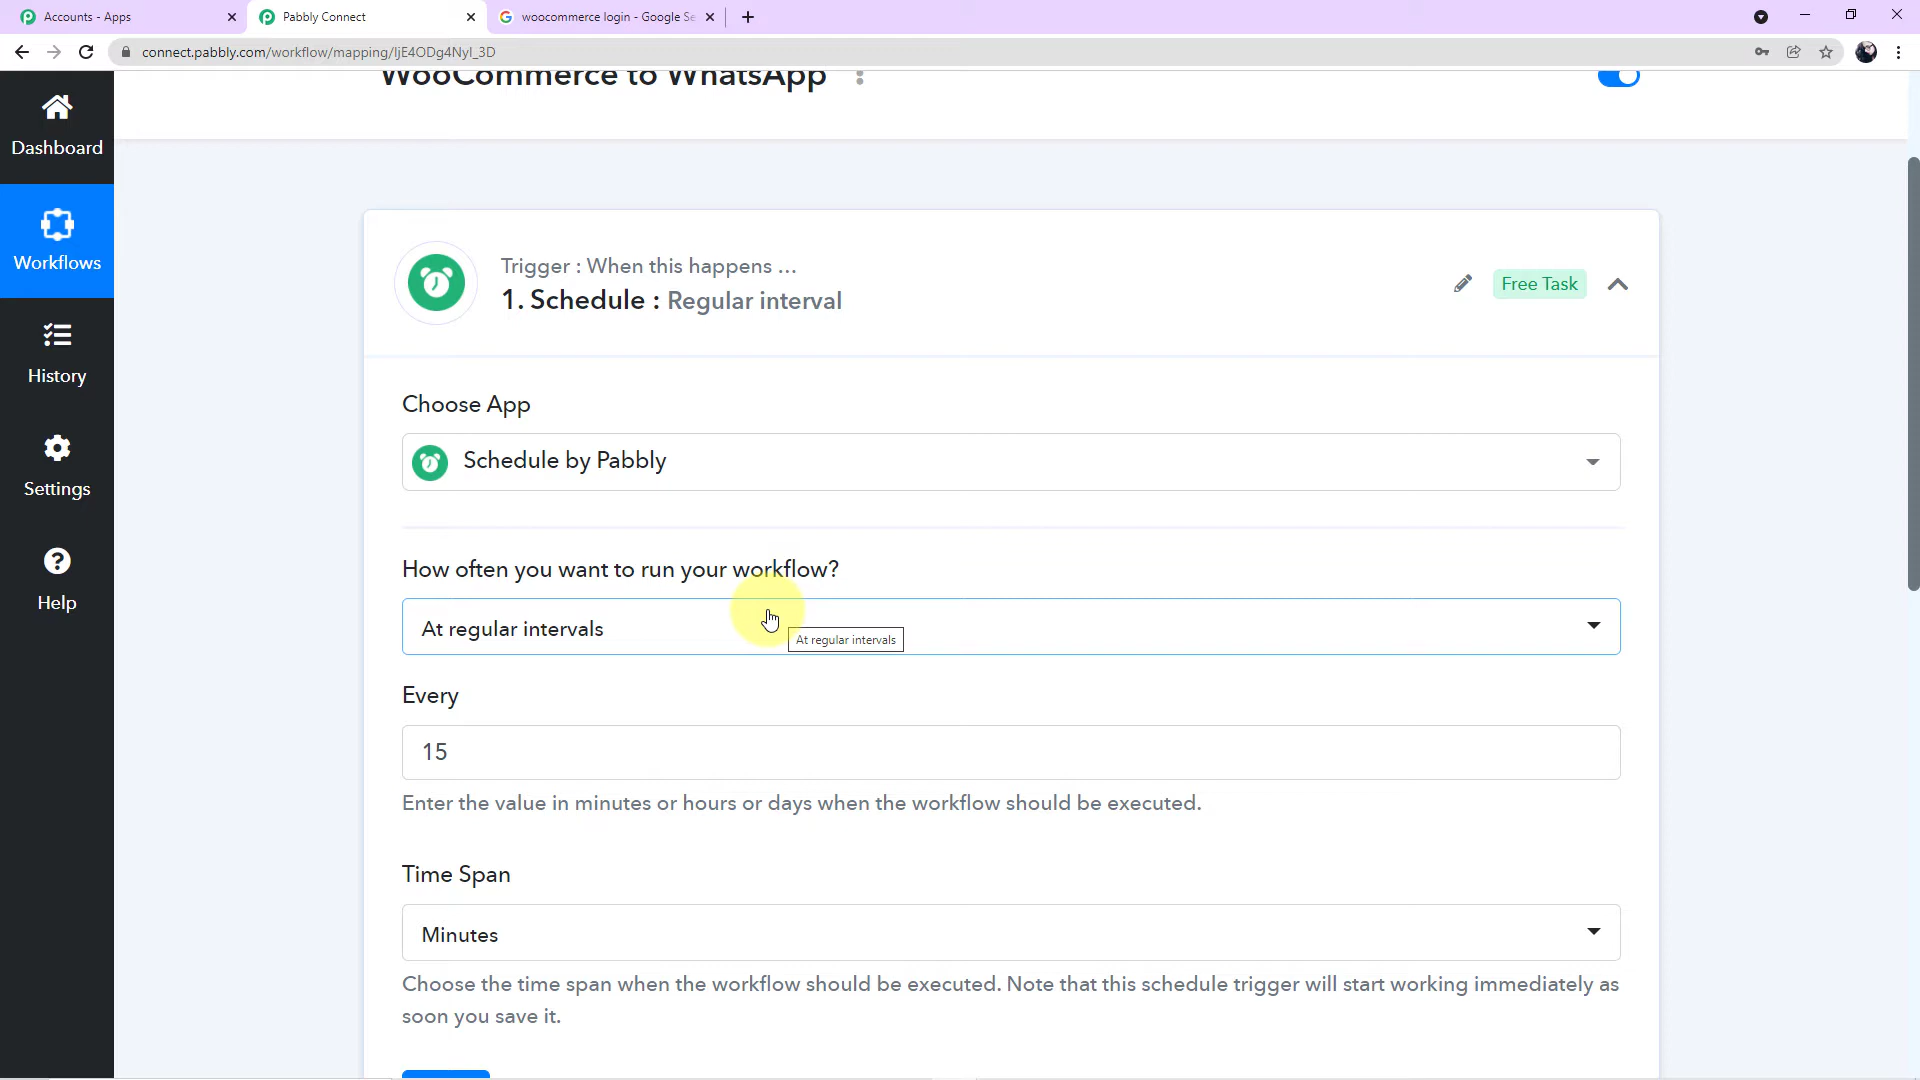 Accounts - Apps
Pabbly Connect
woocommerce login - Google Se
connect.pabbly.com/workflow/mapping/IjE4ODg4NyI_3D
WooCommerce to WhatsApp
Dashboard
Workflows
History
Settings
Help
Trigger : When this happens ...
1. Schedule : Regular interval
Free Task
Choose App
Schedule by Pabbly
How often you want to run your workflow?
At regular intervals
At regular intervals
Every
15
Enter the value in minutes or hours or days when the workflow should be executed.
Time Span
Minutes
Choose the time span when the workflow should be executed. Note that this schedule trigger will start working immediately as
soon you save it.